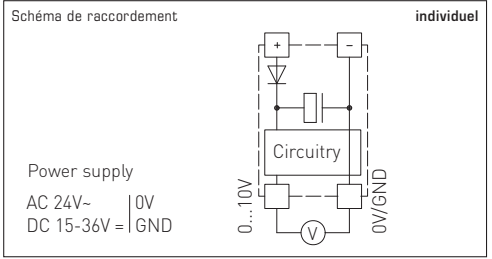 Schéma de raccordement
individuel
+ −
Circuitry
Power supply
AC 24V~ | 0V
DC 15-36V = | GND
0...10V
0V/GND
V